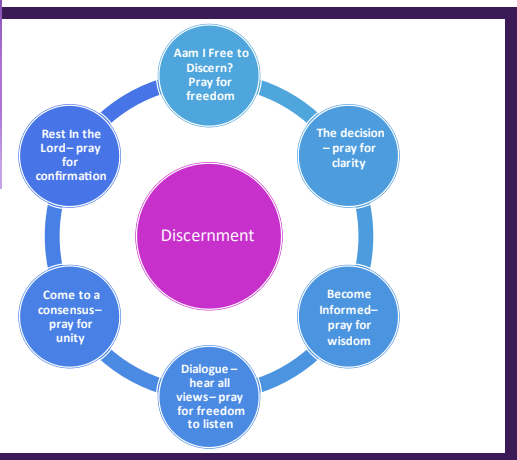 Aam I Free to
Discern?
Pray for
freedom
The decision
– pray for
clarity
Become
Informed–
pray for
wisdom
Dialogue –
hear all
views– pray
for freedom
to listen
Come to a
consensus–
pray for
unity
Rest In the
Lord– pray
for
confirmation
Discernment